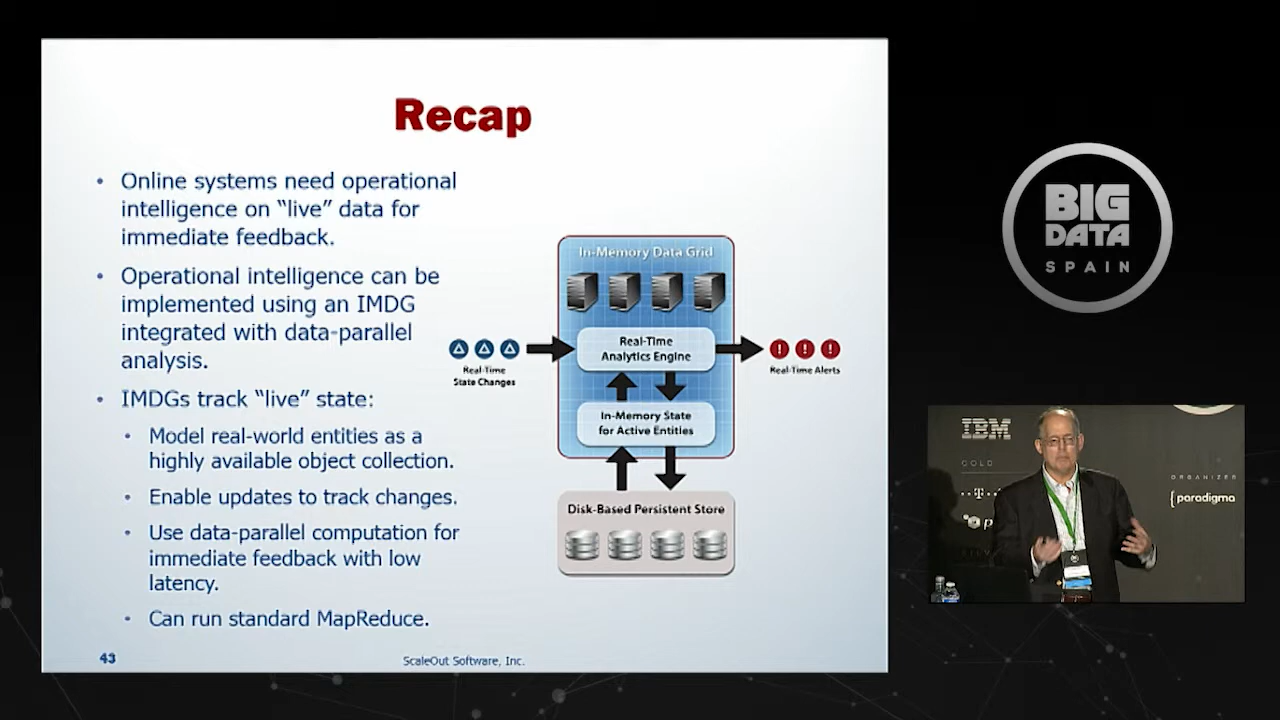 Recap
• Online systems need operational
intelligence on “live” data for
immediate feedback.
• Operational intelligence can be
implemented using an IMDG
integrated with data-parallel
analysis.
• IMDGs track “live” state:
• Model real-world entities as a
highly available object collection.
• Enable updates to track changes.
• Use data-parallel computation for
immediate feedback with low
latency.
• Can run standard MapReduce.
43
ScaleOut Software, Inc.
In-Memory Data Grid
Real-Time
Analytics Engine
Real-Time
State Changes
Real-Time Alerts
In-Memory State
for Active Entities
Disk-Based Persistent Store
BIG
DATA
SPAIN
IBM
GOLD
ORGANIZER
{paradigma